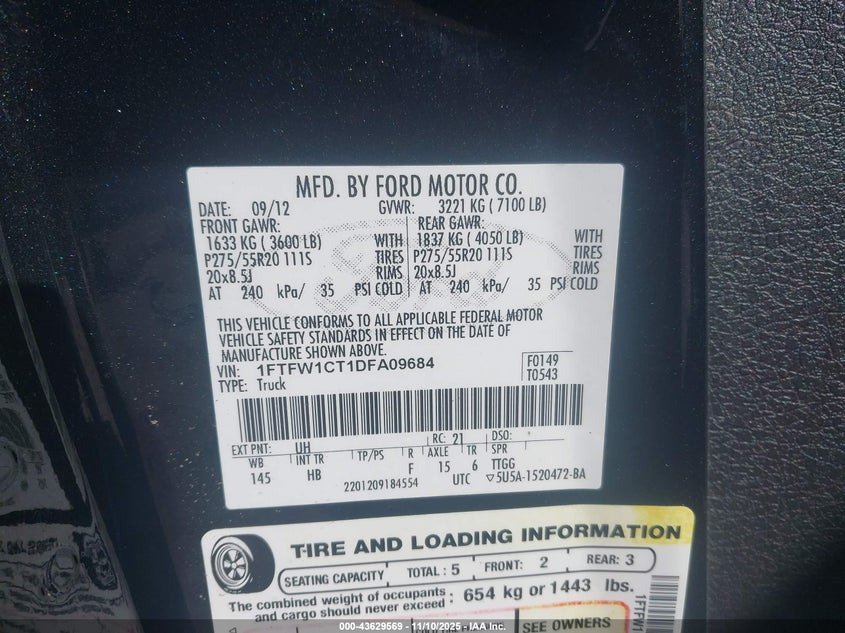 MFD. BY FORD MOTOR CO.
DATE: 09/12 GVWR: 3221 KG ( 7100 LB)
FRONT GAWR: REAR GAWR:
1633 KG ( 3600 LB) WITH 1837 KG ( 4050 LB) WITH
P275/55R20 111S TIRES P275/55R20 111S TIRES
20x8.5J RIMS 20x8.5J RIMS
AT 240 kPa/ 35 PSI COLD AT 240 kPa/ 35 PSI COLD
THIS VEHICLE CONFORMS TO ALL APPLICABLE FEDERAL MOTOR
VEHICLE SAFETY STANDARDS IN EFFECT ON THE DATE OF
MANUFACTURE SHOWN ABOVE.
VIN: 1FTFW1CT1DFA09684 F0149
TYPE: Truck T0543
EXT PNT: UH RC: 21 DSO:
WB INT TR TP/PS R AXLE TR SPR
145 HB F 15 6 TTGG
2201209184554 UTC ▽5U5A-1520472-BA
TIRE AND LOADING INFORMATION
SEATING CAPACITY TOTAL : 5 FRONT: 2 REAR: 3
The combined weight of occupants
and cargo should never exceed : 654 kg or 1443 lbs.
SEE OWNERS
1FTFW1
000-43629569 - 11/10/2025 - IAA Inc.